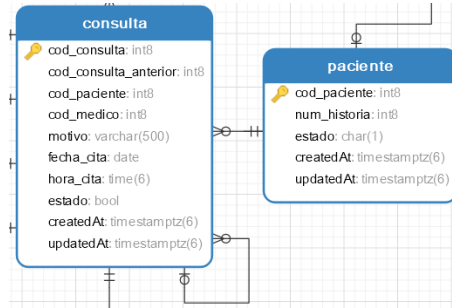 consulta
cod_consulta: int8
cod_consulta_anterior: int8
cod_paciente: int8
cod_medico: int8
motivo: varchar(500)
fecha_cita: date
hora_cita: time(6)
estado: bool
createdAt: timestamptz(6)
updatedAt: timestamptz(6)
paciente
cod_paciente: int8
num_historia: int8
estado: char(1)
createdAt: timestamptz(6)
updatedAt: timestamptz(6)